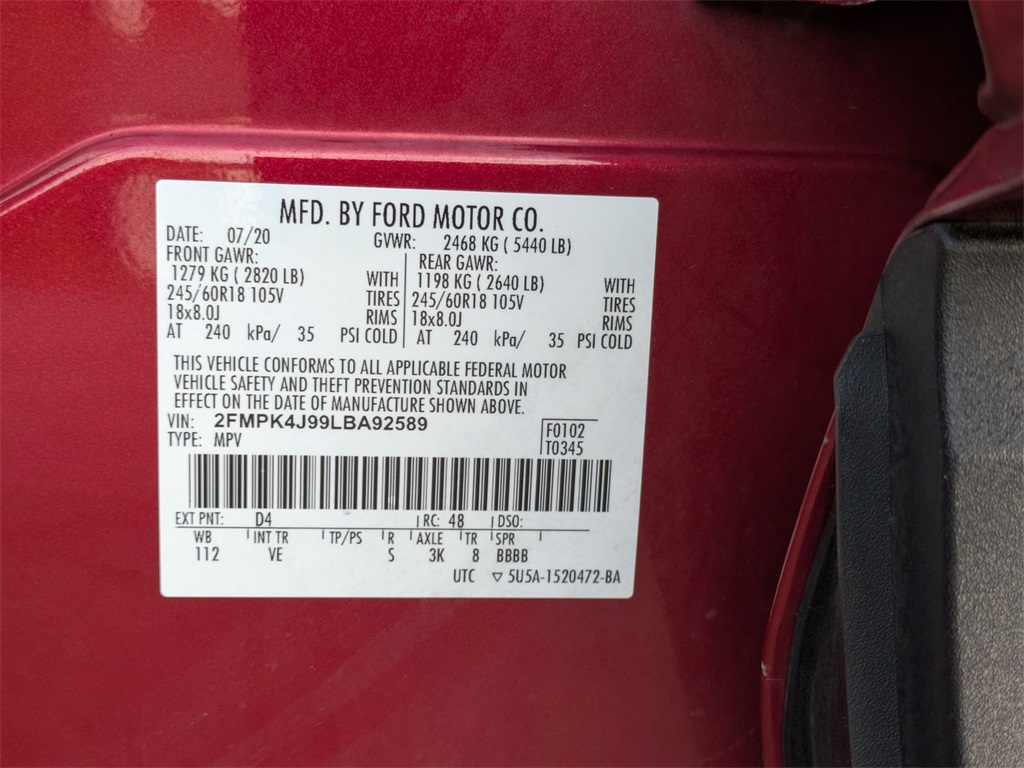 MFD. BY FORD MOTOR CO.
DATE: 07/20 GVWR: 2468 KG ( 5440 LB)
FRONT GAWR: REAR GAWR:
1279 KG ( 2820 LB) WITH 1198 KG ( 2640 LB) WITH
245/60R18 105V TIRES 245/60R18 105V TIRES
18x8.0J RIMS 18x8.0J RIMS
AT 240 kPa/ 35 PSI COLD AT 240 kPa/ 35 PSI COLD
THIS VEHICLE CONFORMS TO ALL APPLICABLE FEDERAL MOTOR
VEHICLE SAFETY AND THEFT PREVENTION STANDARDS IN
EFFECT ON THE DATE OF MANUFACTURE SHOWN ABOVE.
VIN: 2FMPK4J99LBA92589 F0102
TYPE: MPV T0345
EXT PNT: D4 RC: 48 DSO:
WB INT TR TP/PS R AXLE TR SPR
112 VE S 3K 8 BBBB
UTC ▽ 5U5A-1520472-BA